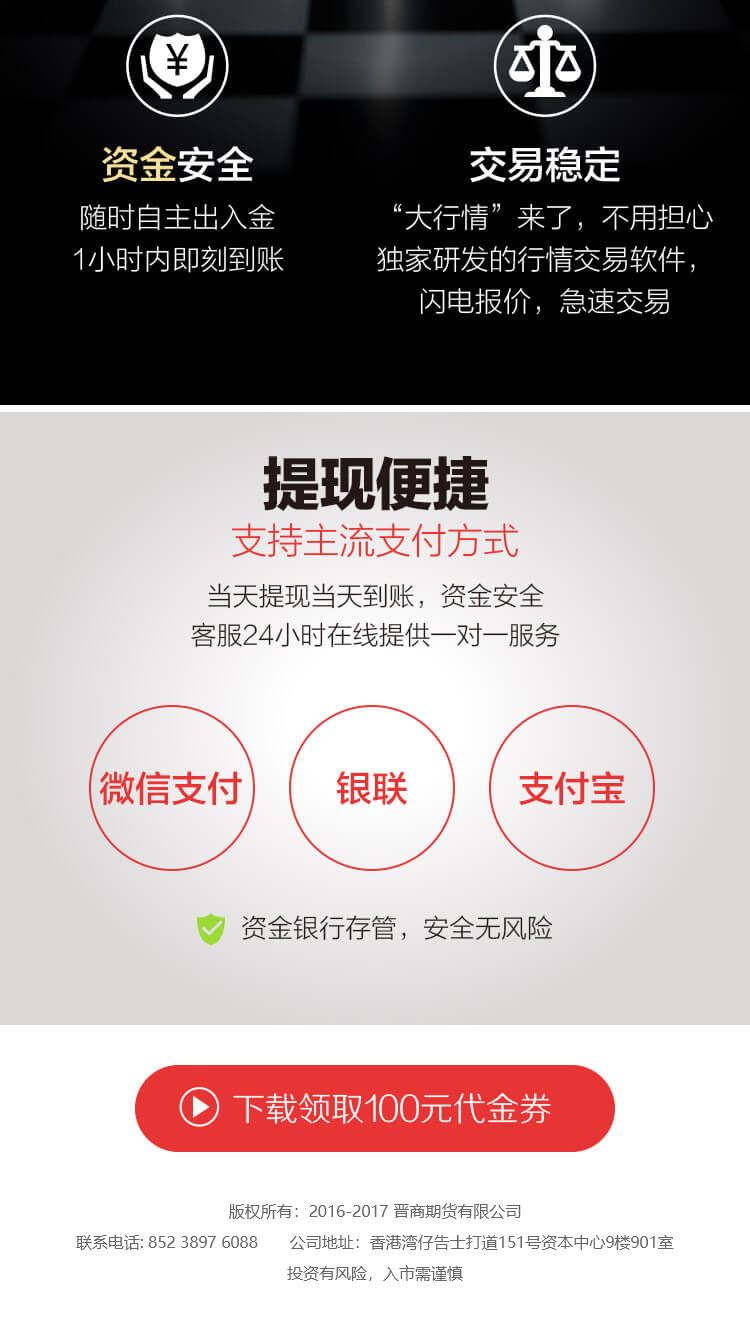 ¥
资金安全
随时自主出入金
1小时内即刻到账
交易稳定
“大行情”来了，不用担心
独家研发的行情交易软件，
闪电报价，急速交易
提现便捷
支持主流支付方式
当天提现当天到账，资金安全
客服24小时在线提供一对一服务
微信支付
银联
支付宝
资金银行存管，安全无风险
下载领取100元代金券
版权所有：2016-2017 晋商期货有限公司
联系电话: 852 3897 6088 公司地址：香港湾仔告士打道151号资本中心9楼901室
投资有风险，入市需谨慎